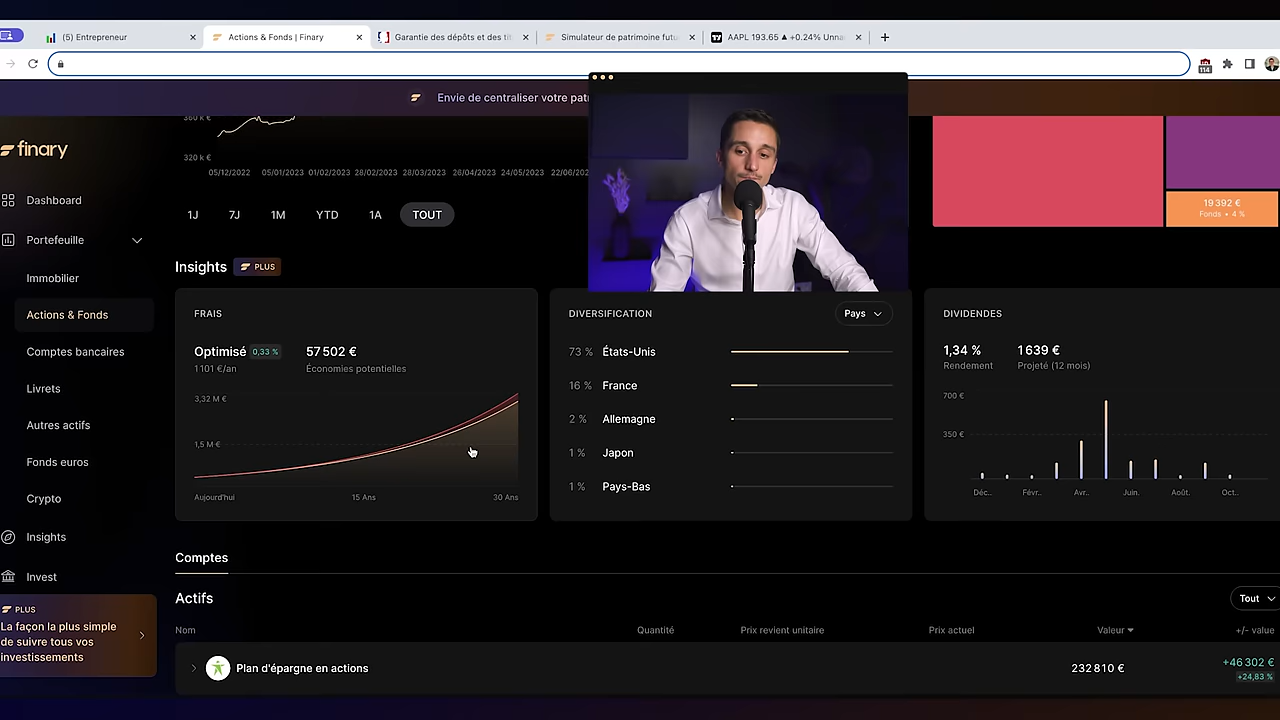 (5) Entrepreneur
Actions & Fonds | Finary
Garantie des dépôts et des tit
Simulateur de patrimoine futu
TV
AAPL 193.65 ▲ +0.24% Unna
114
Envie de centraliser votre patr
finary
Dashboard
Portefeuille
Immobilier
Actions & Fonds
Comptes bancaires
Livrets
Autres actifs
Fonds euros
Crypto
Insights
Invest
PLUS
La façon la plus simple
de suivre tous vos
investissements
360 k €
320 k €
05/12/2022 05/01/2023 01/02/2023 28/02/2023 28/03/2023 26/04/2023 24/05/2023 22/06/20
1J 7J 1M YTD 1A TOUT
19 392 €
Fonds • 4 %
Insights PLUS
FRAIS
Optimisé 0,33 %
1 101 €/an
57 502 €
Économies potentielles
3,32 M €
1,5 M €
Aujourd'hui 15 Ans 30 Ans
DIVERSIFICATION
Pays
73 % États-Unis
16 % France
2 % Allemagne
1 % Japon
1 % Pays-Bas
DIVIDENDES
1,34 %
Rendement
1 639 €
Projeté (12 mois)
700 €
350 €
Déc.. Févr.. Avr.. Juin. Août. Oct..
Comptes
Actifs
Tout
Nom Quantité Prix revient unitaire Prix actuel Valeur +/- value
Plan d'épargne en actions 232 810 € +46 302 €
+24,83 %